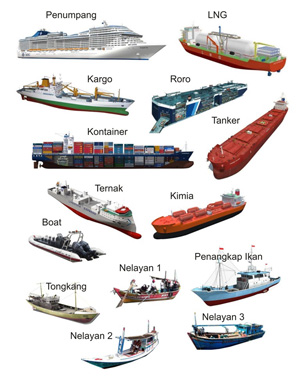 Penumpang
LNG
Kargo
Roro
Tanker
Kontainer
Ternak
Kimia
Boat
Penangkap Ikan
Nelayan 1
Tongkang
Nelayan 3
Nelayan 2